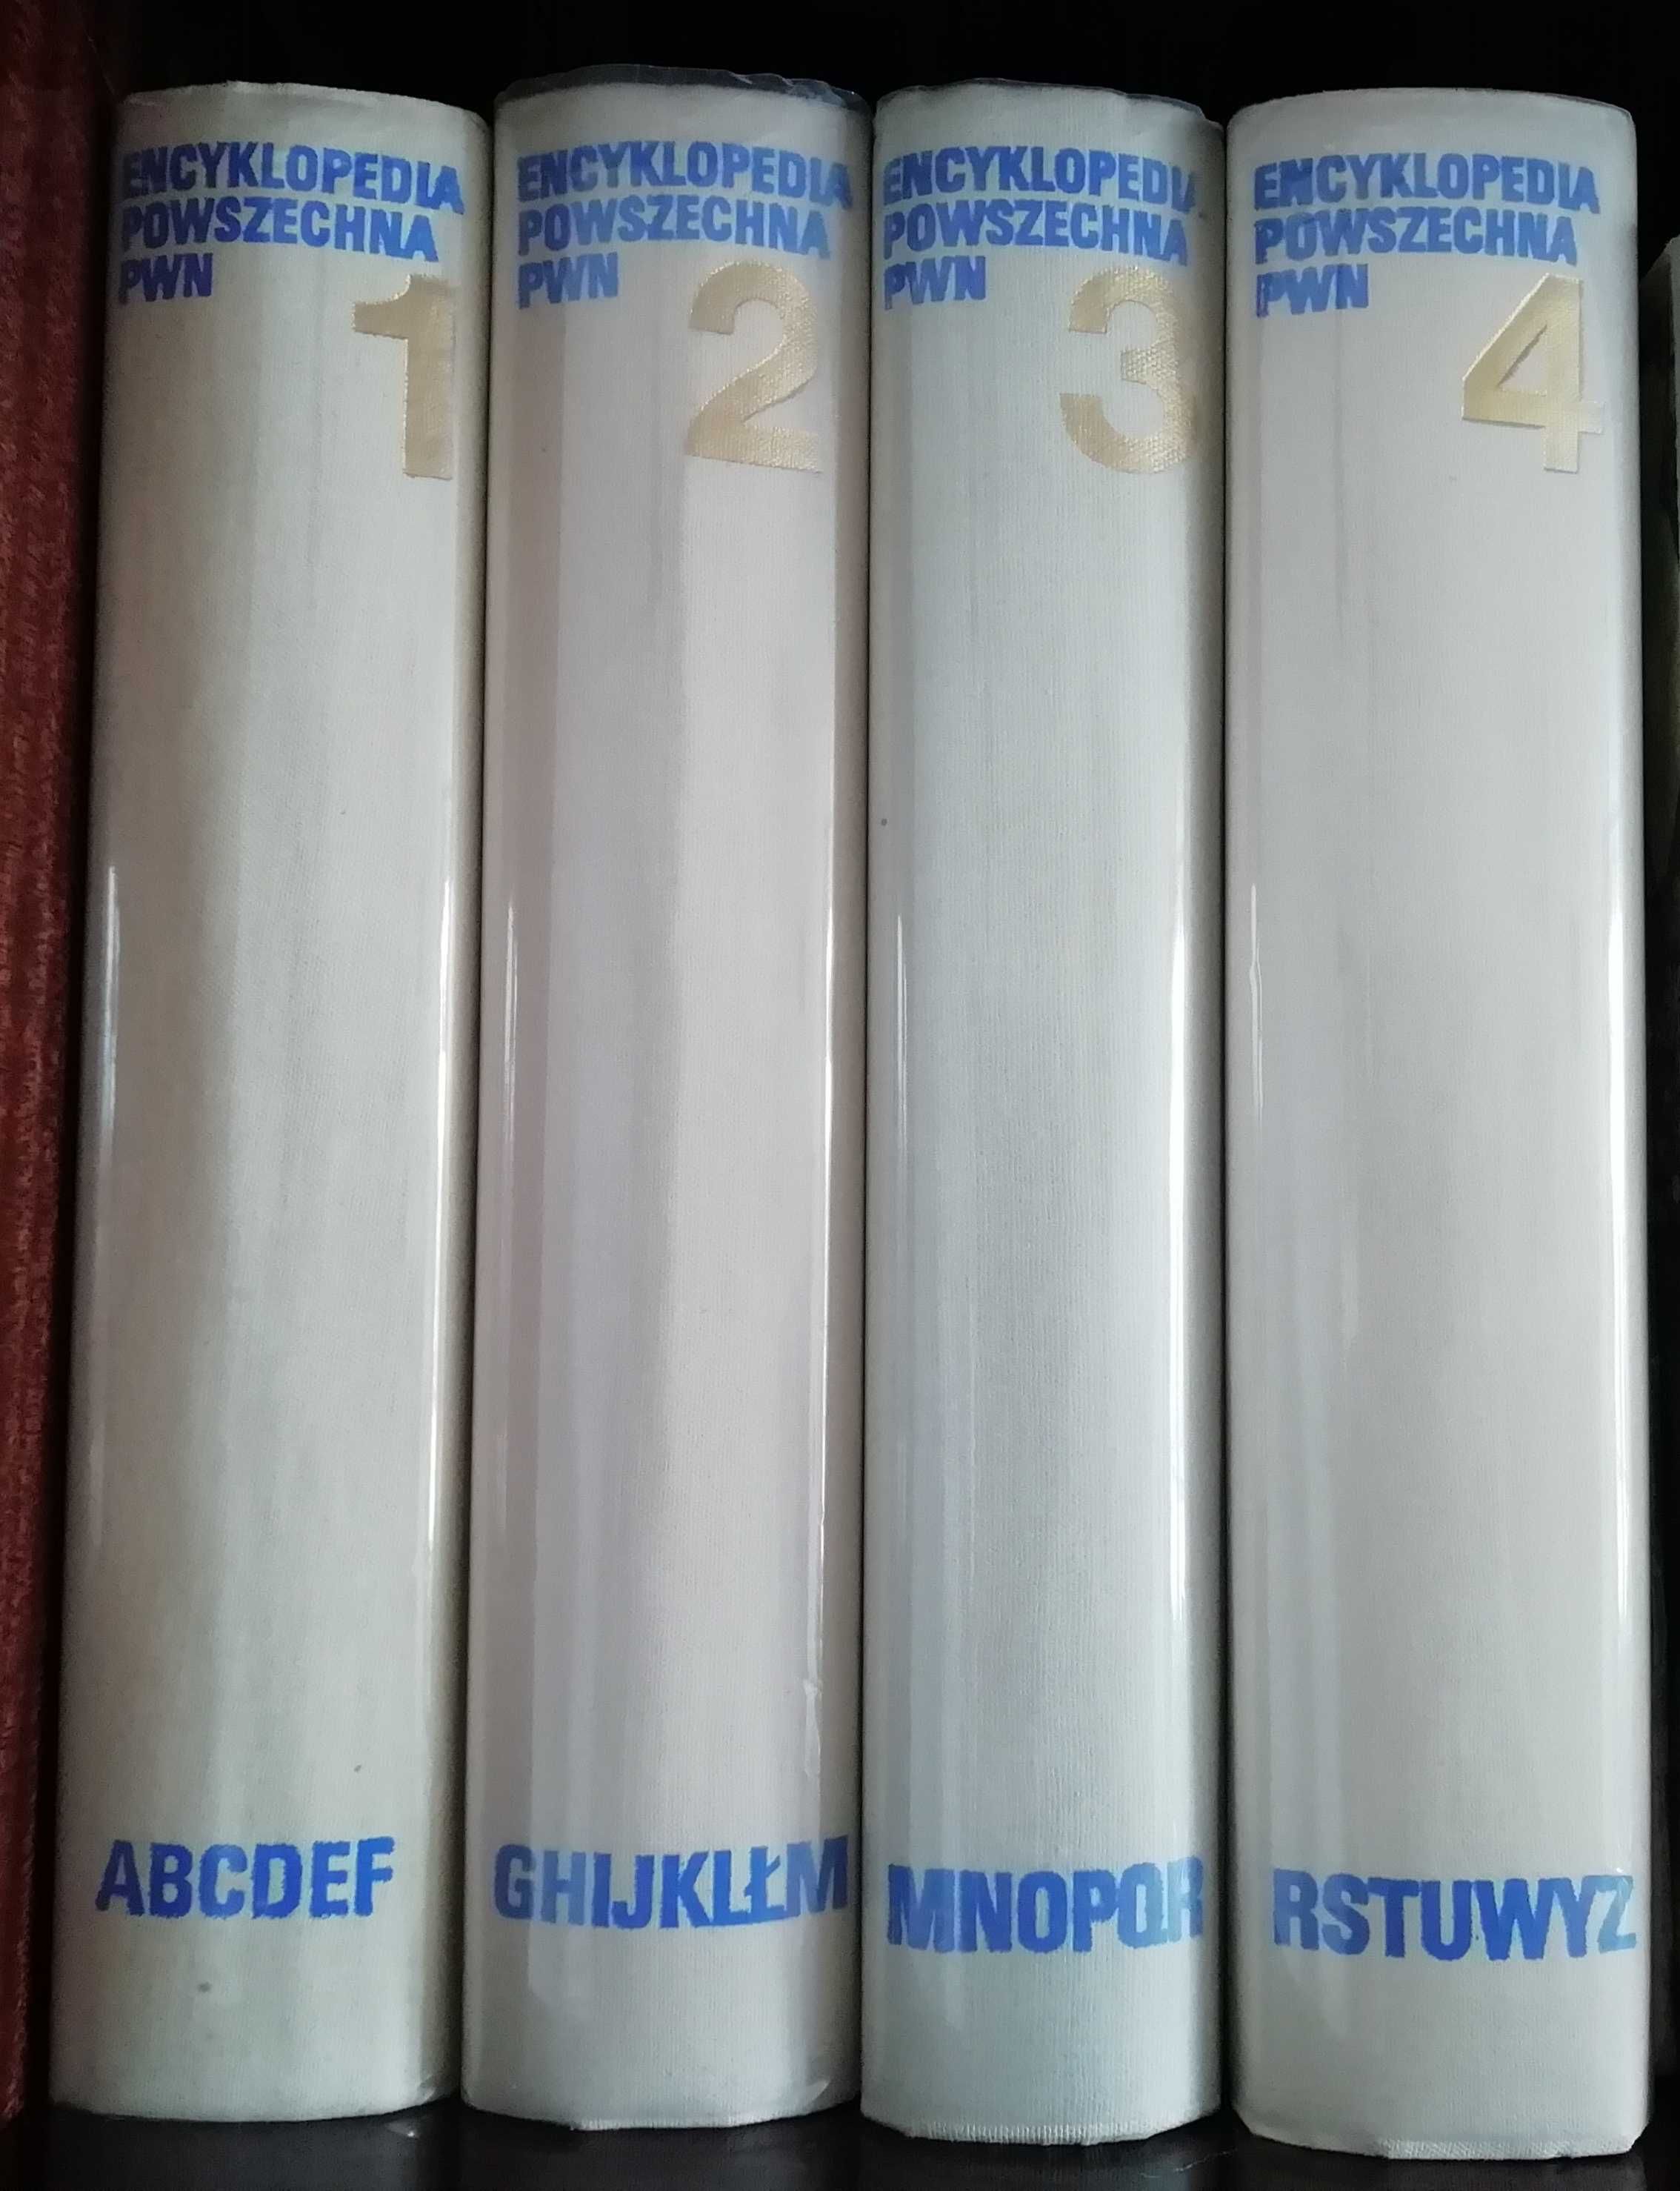 ENCYKLOPEDIA
POWSZECHNA
PWN
1
ABCDEF
ENCYKLOPEDIA
POWSZECHNA
PWN
2
GHIJKLŁM
ENCYKLOPEDIA
POWSZECHNA
PWN
3
MNOPQR
ENCYKLOPEDIA
POWSZECHNA
PWN
4
RSTUWYZ